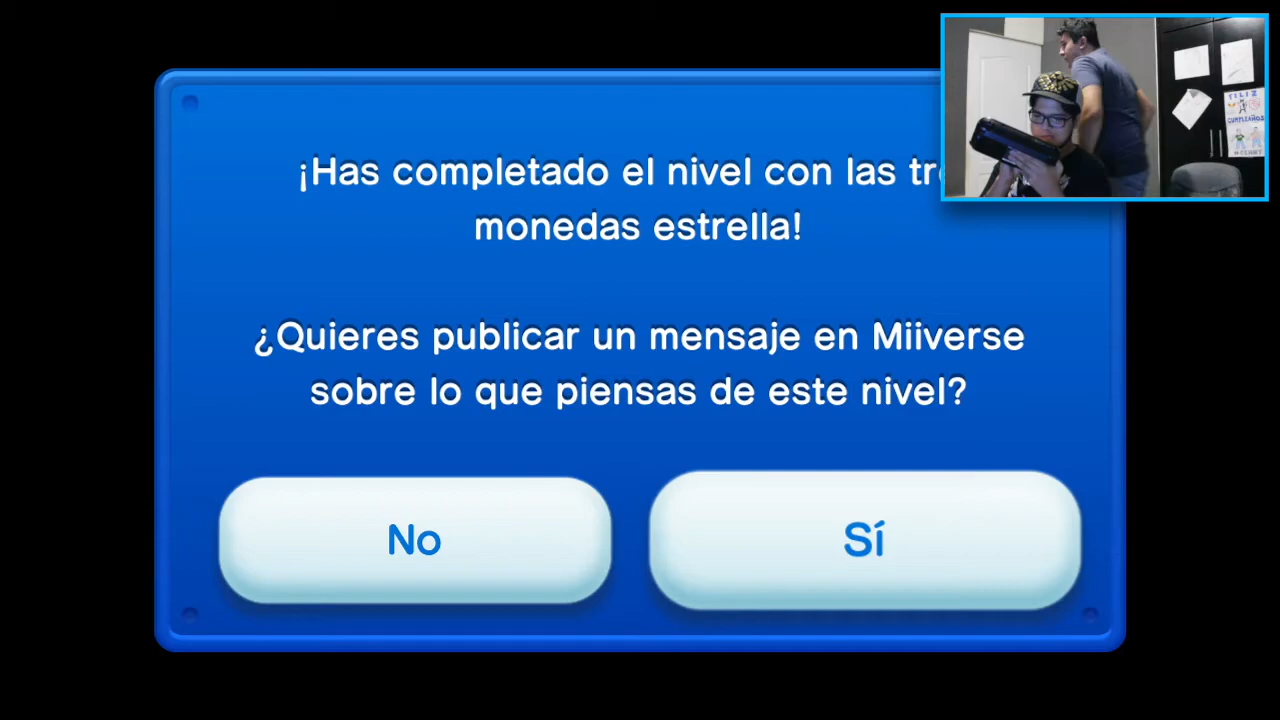 ¡Has completado el nivel con las
monedas estrella!
¿Quieres publicar un mensaje en Miiverse
sobre lo que piensas de este nivel?
No
Sí
CUMPLEAÑOS